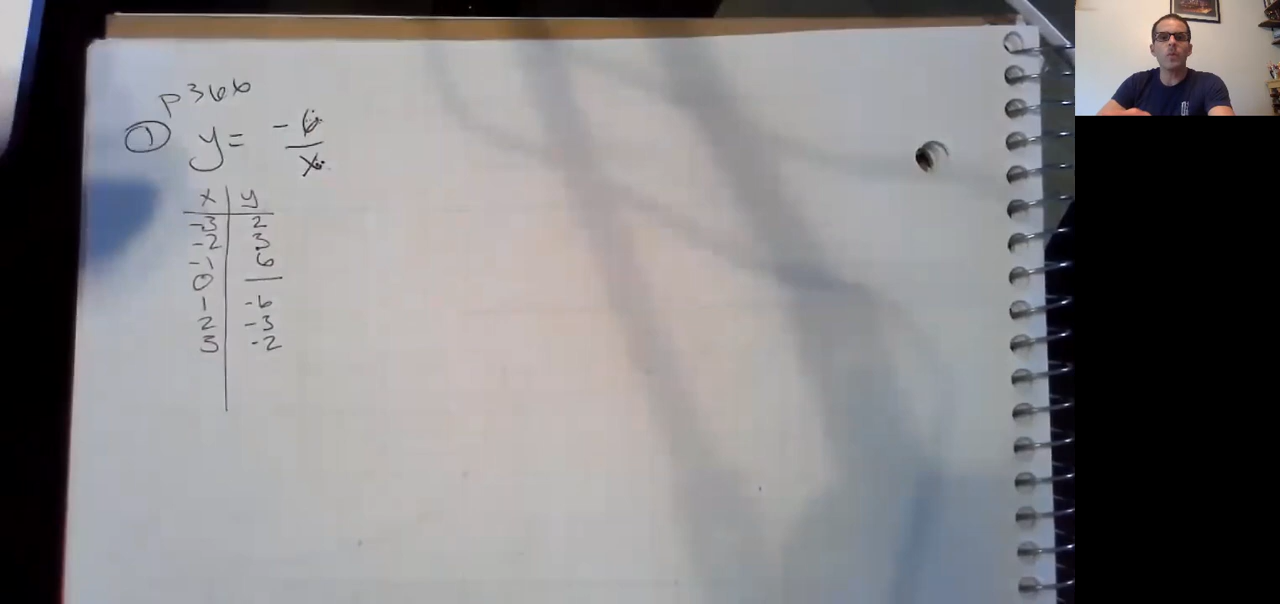 p366
① y = -6/x
x | y
-3 | 2
-2 | 3
-1 | 6
0 | —
1 | -6
2 | -3
3 | -2